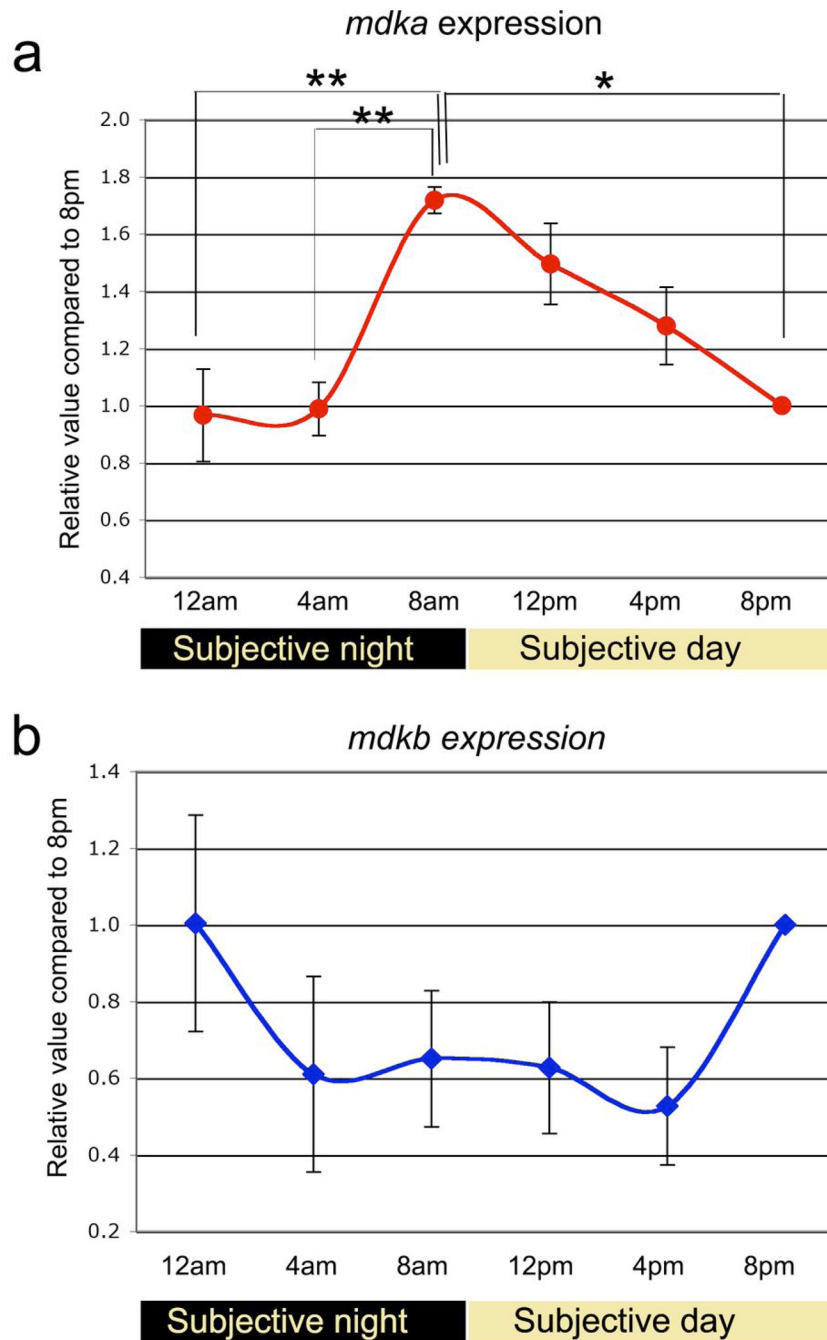 a
mdka expression
** *
**
Relative value compared to 8pm
2.0
1.8
1.6
1.4
1.2
1.0
0.8
0.6
0.4
12am 4am 8am 12pm 4pm 8pm
Subjective night Subjective day
b
mdkb expression
Relative value compared to 8pm
1.4
1.2
1.0
0.8
0.6
0.4
0.2
12am 4am 8am 12pm 4pm 8pm
Subjective night Subjective day